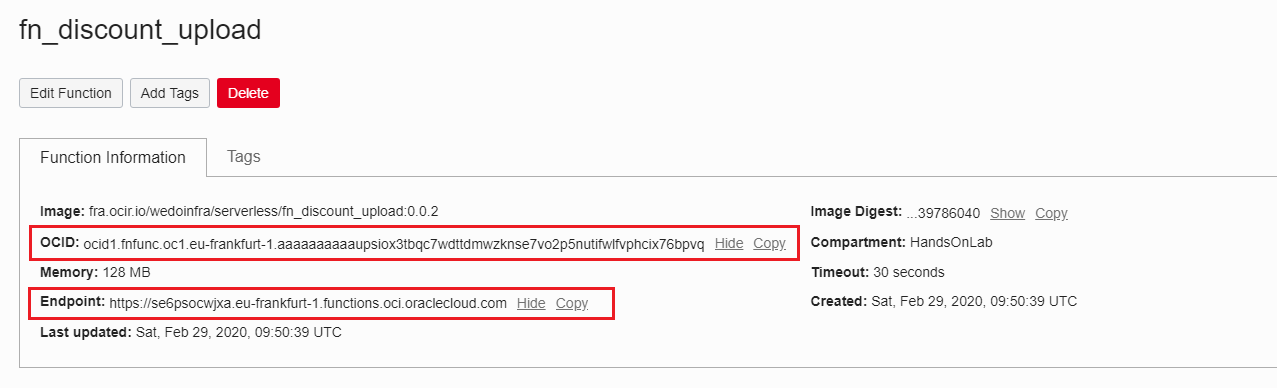 fn_discount_upload
Edit Function Add Tags Delete
Function Information Tags
Image: fra.ocir.io/wedoinfra/serverless/fn_discount_upload:0.0.2
Image Digest: ...39786040 Show Copy
OCID: ocid1.fnfunc.oc1.eu-frankfurt-1.aaaaaaaaaaupsiox3tbqc7wdttdmwzknse7vo2p5nutifwlfvphcix76bpvq Hide Copy
Compartment: HandsOnLab
Memory: 128 MB
Timeout: 30 seconds
Endpoint: https://se6psocwjxa.eu-frankfurt-1.functions.oci.oraclecloud.com Hide Copy
Created: Sat, Feb 29, 2020, 09:50:39 UTC
Last updated: Sat, Feb 29, 2020, 09:50:39 UTC